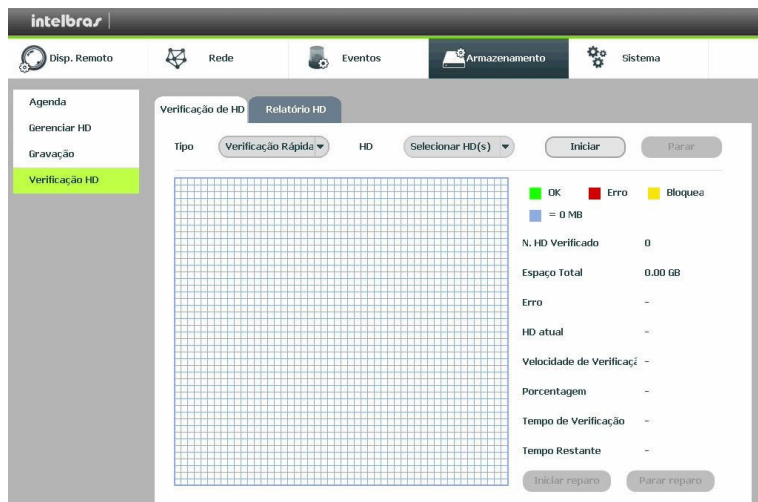 intelbras
Disp. Remoto
Rede
Eventos
Armazenamento
Sistema
Agenda
Gerenciar HD
Gravação
Verificação HD
Verificação de HD
Relatório HD
Tipo
Verificação Rápida
HD
Selecionar HD(s)
Iniciar
Parar
OK
Erro
Bloquea
= 0 MB
N. HD Verificado 0
Espaço Total 0.00 GB
Erro -
HD atual -
Velocidade de Verificaçã -
Porcentagem -
Tempo de Verificação -
Tempo Restante -
Iniciar reparo
Parar reparo